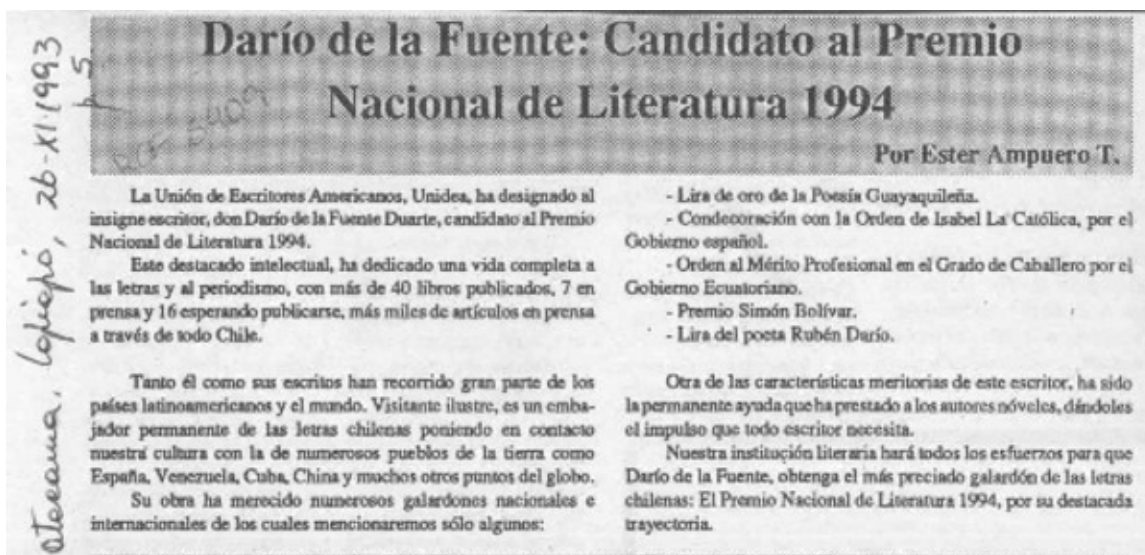 Darío de la Fuente: Candidato al Premio
Nacional de Literatura 1994
Por Ester Ampuero T.
La Unión de Escritores Americanos, Unidea, ha designado al
insigne escritor, don Darío de la Fuente Duarte, candidato al Premio
Nacional de Literatura 1994.
Este destacado intelectual, ha dedicado una vida completa a
las letras y al periodismo, con más de 40 libros publicados, 7 en
prensa y 16 esperando publicarse, más miles de artículos en prensa
a través de todo Chile.
Tanto él como sus escritos han recorrido gran parte de los
países latinoamericanos y el mundo. Visitante ilustre, es un emba-
jador permanente de las letras chilenas poniendo en contacto
nuestra cultura con la de numerosos pueblos de la tierra como
España, Venezuela, Cuba, China y muchos otros puntos del globo.
Su obra ha merecido numerosos galardones nacionales e
internacionales de los cuales mencionaremos sólo algunos:
- Lira de oro de la Poesía Guayaquileña.
- Condecoración con la Orden de Isabel La Católica, por el
Gobierno español.
- Orden al Mérito Profesional en el Grado de Caballero por el
Gobierno Ecuatoriano.
- Premio Simón Bolívar.
- Lira del poeta Rubén Darío.
Otra de las características meritorias de este escritor, ha sido
la permanente ayuda que ha prestado a los autores nóveles, dándoles
el impulso que todo escritor necesita.
Nuestra institución literaria hará todos los esfuerzos para que
Darío de la Fuente, obtenga el más preciado galardón de las letras
chilenas: El Premio Nacional de Literatura 1994, por su destacada
trayectoria.
Atacama, Copiapó, 26-XI-1993
p. 5